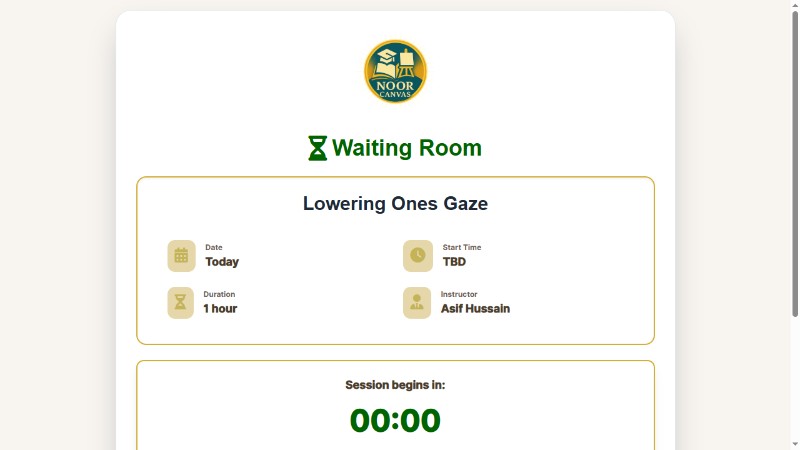 NOOR
CANVAS
Waiting Room
Lowering Ones Gaze
Date
Today
Start Time
TBD
Duration
1 hour
Instructor
Asif Hussain
Session begins in:
00:00